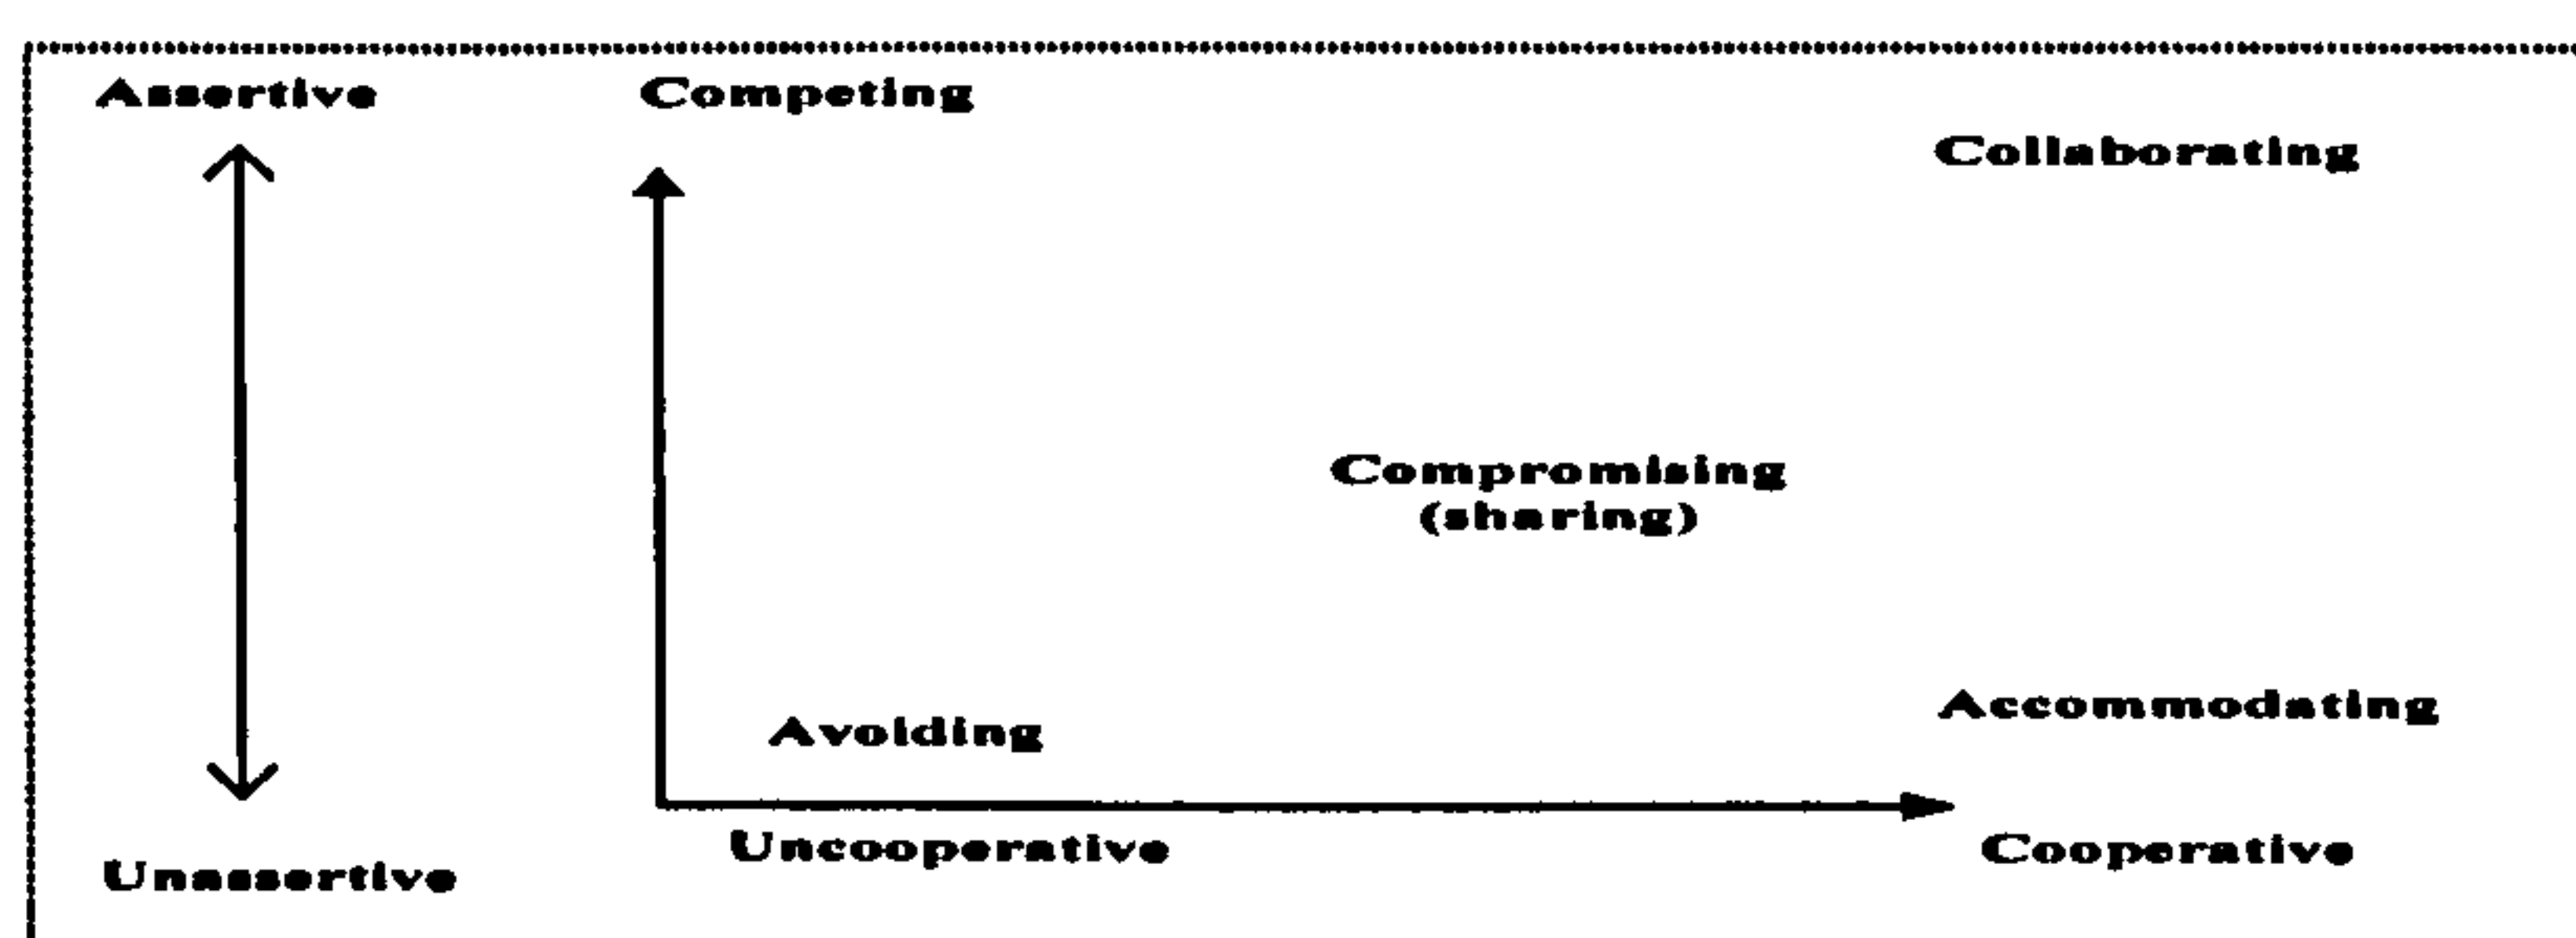 Assertive
Competing
Collaborating
Compromising
(sharing)
Accommodating
Avoiding
Uncooperative
Cooperative
Unassertive